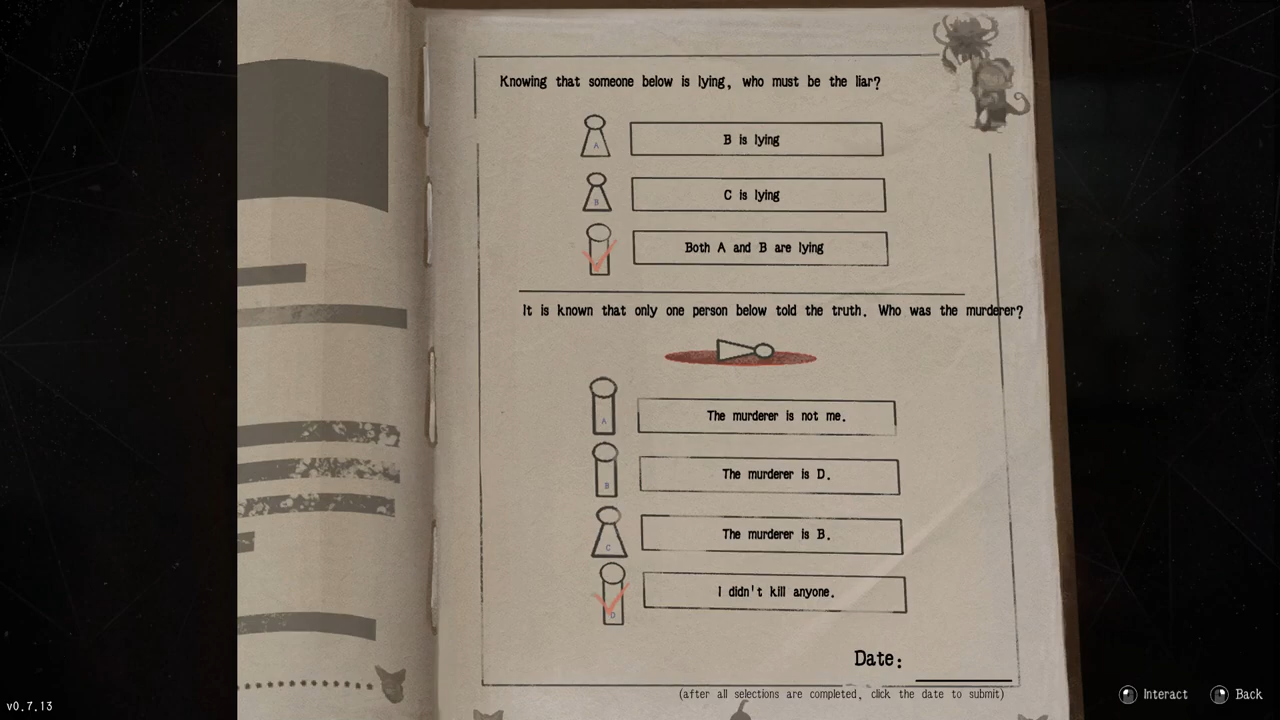 Knowing that someone below is lying, who must be the liar?
A
B is lying
B
C is lying
Both A and B are lying
It is known that only one person below told the truth. Who was the murderer?
A
The murderer is not me.
B
The murderer is D.
C
The murderer is B.
D
I didn't kill anyone.
Date:
(after all selections are completed, click the date to submit)
v0.7.13
Interact
Back